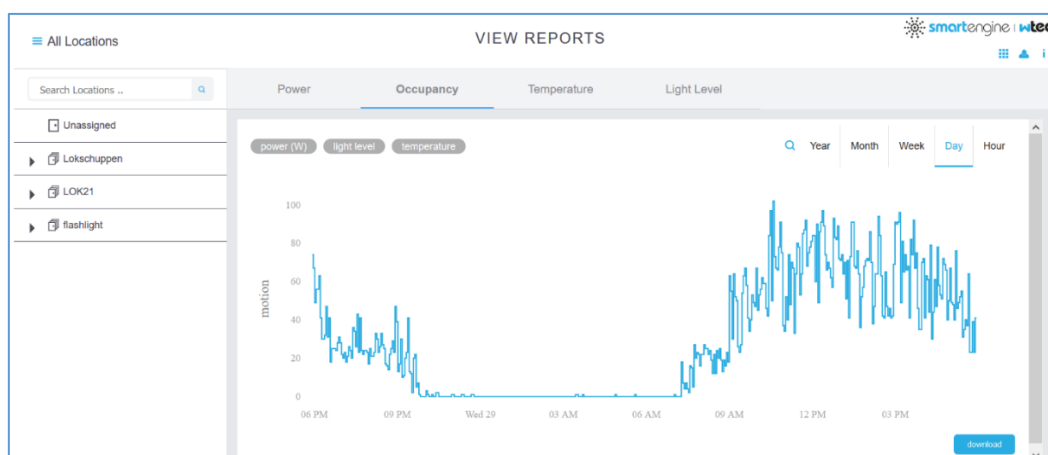 All Locations
VIEW REPORTS
smartengine wtec
i
Search Locations ..
Power Occupancy Temperature Light Level
Unassigned
Lokschuppen
LOK21
flashlight
power (W) light level temperature
Year Month Week Day Hour
100
80
60
40
20
0
motion
06 PM 09 PM Wed 29 03 AM 06 AM 09 AM 12 PM 03 PM
download